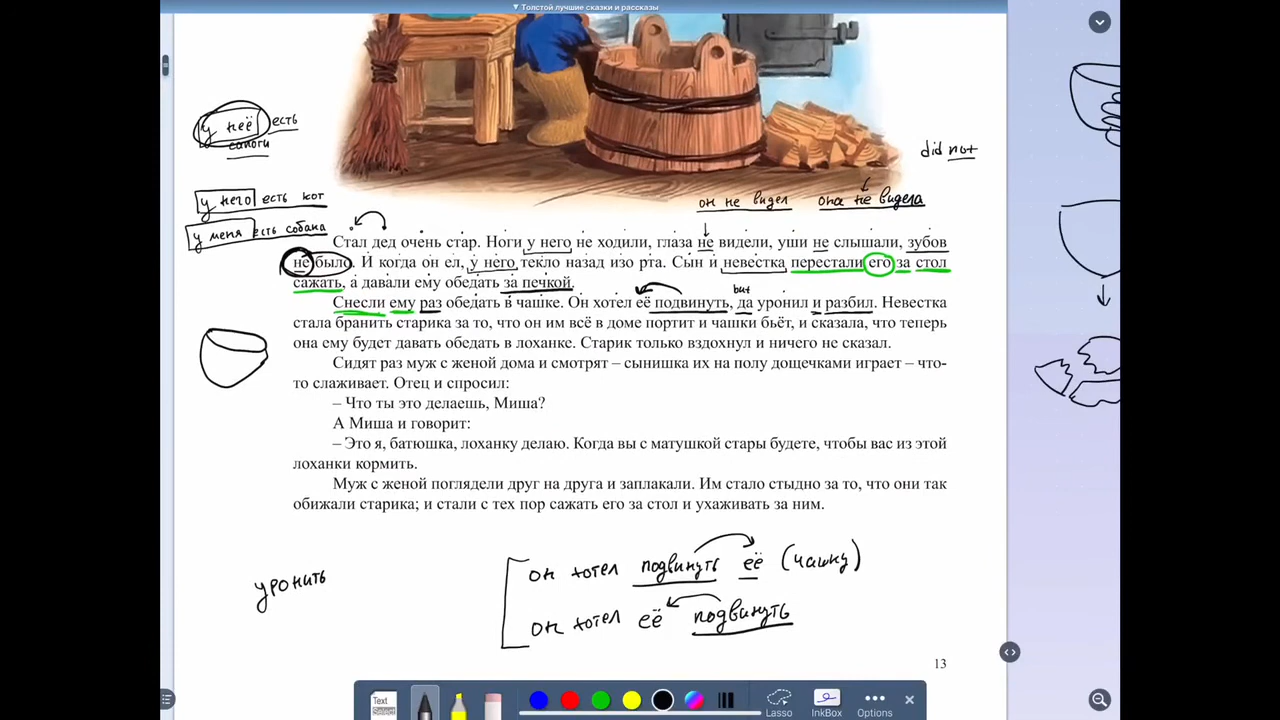 ▼ Толстой лучшие сказки и рассказы
у неё есть
сапоги
did not
у него есть кот
он не видел она не видела
у меня есть собака
Стал дед очень стар. Ноги у него не ходили, глаза не видели, уши не слышали, зубов
не было. И когда он ел, у него текло назад изо рта. Сын и невестка перестали его за стол
сажать, а давали ему обедать за печкой.
but
Снесли ему раз обедать в чашке. Он хотел её подвинуть, да уронил и разбил. Невестка
стала бранить старика за то, что он им всё в доме портит и чашки бьёт, и сказала, что теперь
она ему будет давать обедать в лоханке. Старик только вздохнул и ничего не сказал.
Сидят раз муж с женой дома и смотрят – сынишка их на полу дощечками играет – что-
то слаживает. Отец и спросил:
– Что ты это делаешь, Миша?
А Миша и говорит:
– Это я, батюшка, лоханку делаю. Когда вы с матушкой стары будете, чтобы вас из этой
лоханки кормить.
Муж с женой поглядели друг на друга и заплакали. Им стало стыдно за то, что они так
обижали старика; и стали с тех пор сажать его за стол и ухаживать за ним.
он хотел подвинуть её (чашку)
уронить
он хотел её подвинуть
13
Text
Select
Lasso
InkBox
Options